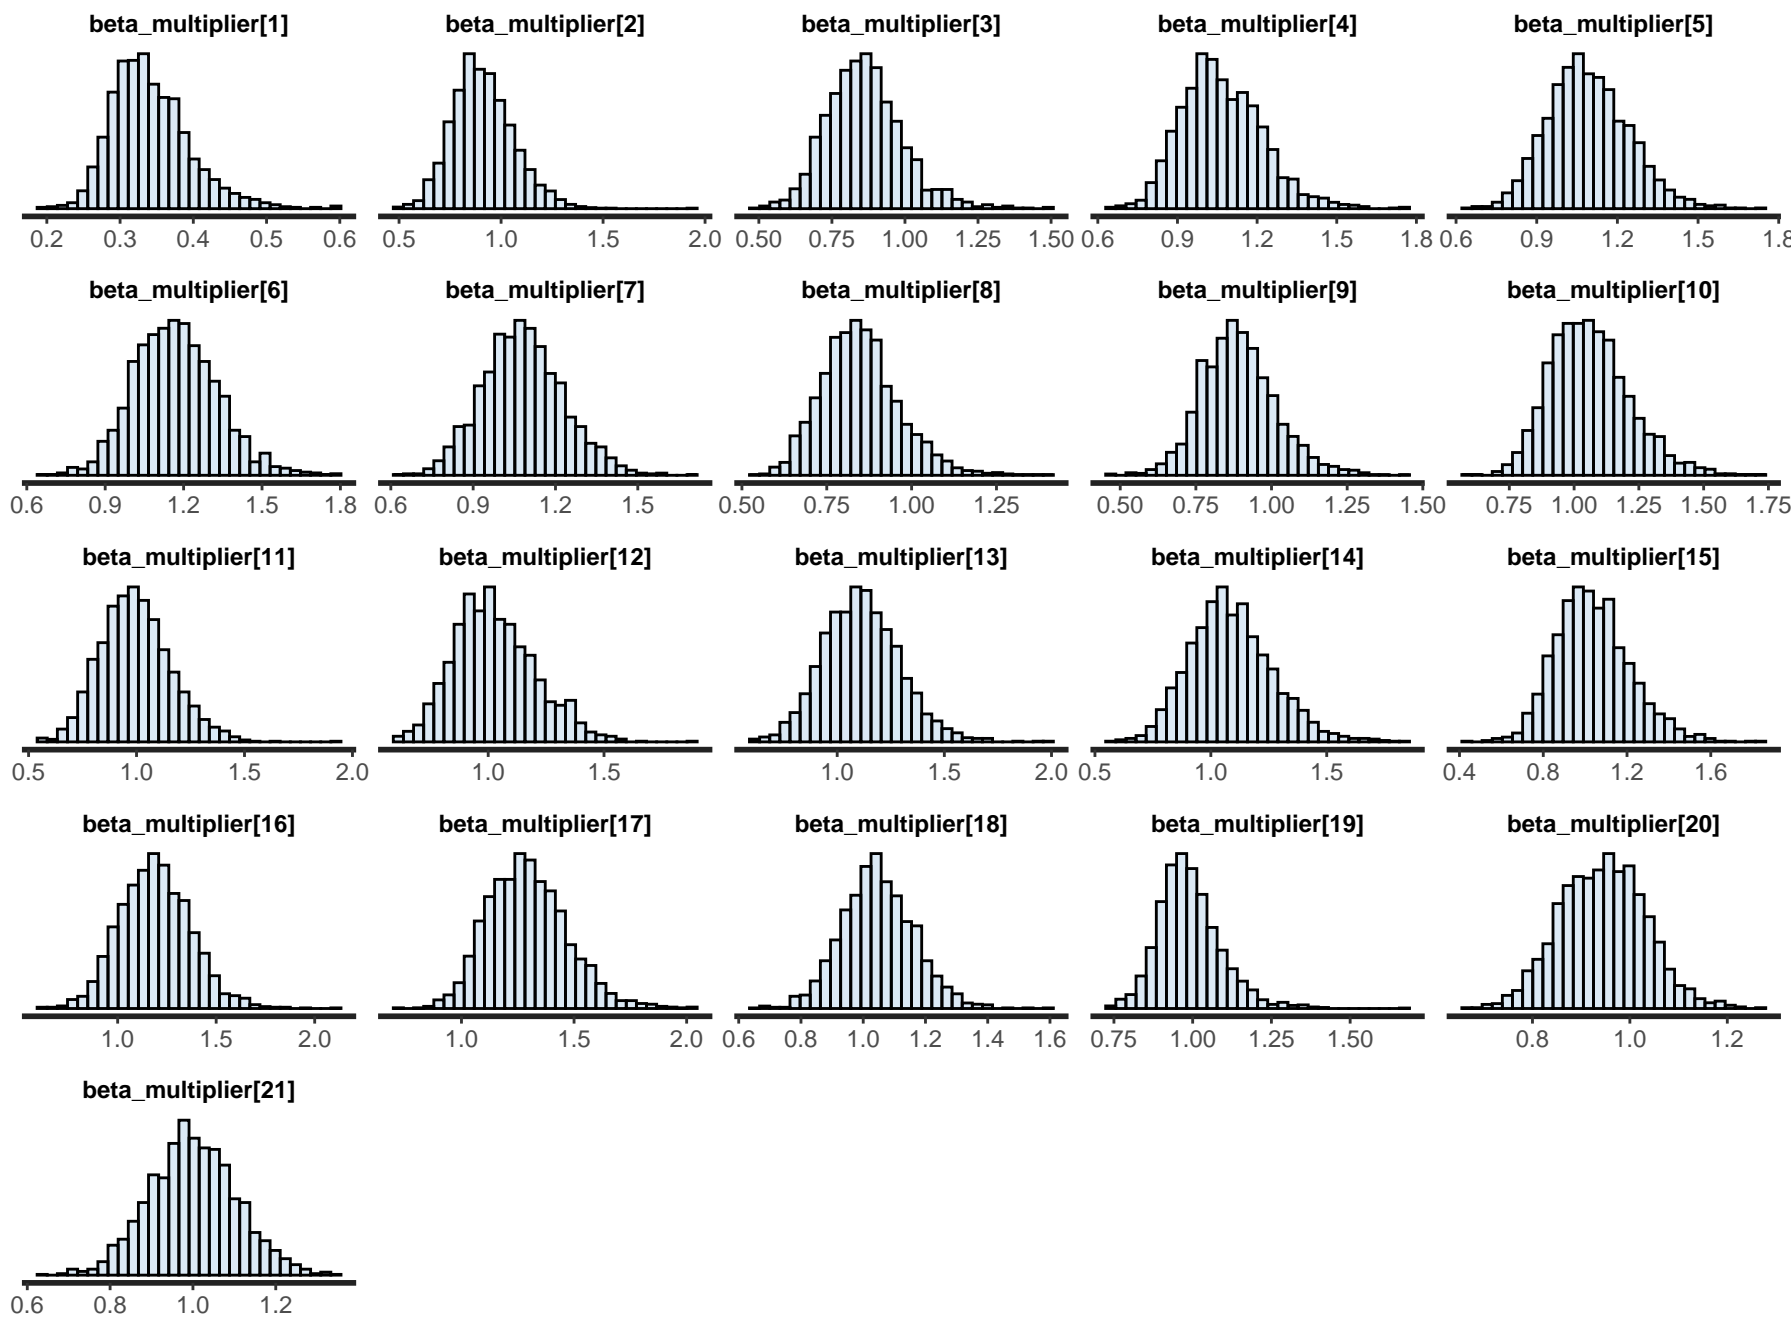 beta_multiplier[1] beta_multiplier[2] beta_multiplier[3] beta_multiplier[4] beta_multiplier[5]
0.2 0.3 0.4 0.5 0.6 0.5 1.0 1.5 2.0 0.50 0.75 1.00 1.25 1.50 0.6 0.9 1.2 1.5 1.8 0.6 0.9 1.2 1.5 1.8
beta_multiplier[6] beta_multiplier[7] beta_multiplier[8] beta_multiplier[9] beta_multiplier[10]
0.6 0.9 1.2 1.5 1.8 0.6 0.9 1.2 1.5 0.50 0.75 1.00 1.25 0.50 0.75 1.00 1.25 1.50 0.75 1.00 1.25 1.50 1.75
beta_multiplier[11] beta_multiplier[12] beta_multiplier[13] beta_multiplier[14] beta_multiplier[15]
0.5 1.0 1.5 2.0 1.0 1.5 1.0 1.5 2.0 0.5 1.0 1.5 0.4 0.8 1.2 1.6
beta_multiplier[16] beta_multiplier[17] beta_multiplier[18] beta_multiplier[19] beta_multiplier[20]
1.0 1.5 2.0 1.0 1.5 2.0 0.6 0.8 1.0 1.2 1.4 1.6 0.75 1.00 1.25 1.50 0.8 1.0 1.2
beta_multiplier[21]
0.6 0.8 1.0 1.2